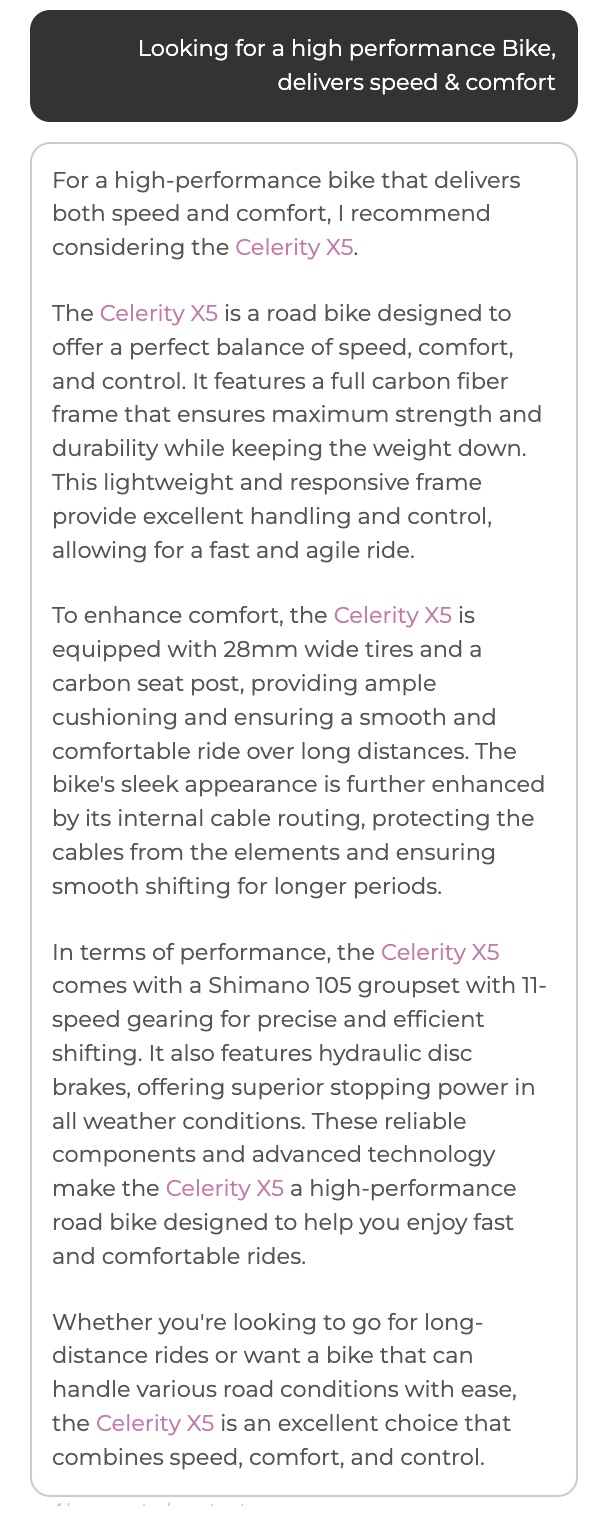 Looking for a high performance Bike,
delivers speed & comfort
For a high-performance bike that delivers
both speed and comfort, I recommend
considering the Celerity X5.
The Celerity X5 is a road bike designed to
offer a perfect balance of speed, comfort,
and control. It features a full carbon fiber
frame that ensures maximum strength and
durability while keeping the weight down.
This lightweight and responsive frame
provide excellent handling and control,
allowing for a fast and agile ride.
To enhance comfort, the Celerity X5 is
equipped with 28mm wide tires and a
carbon seat post, providing ample
cushioning and ensuring a smooth and
comfortable ride over long distances. The
bike's sleek appearance is further enhanced
by its internal cable routing, protecting the
cables from the elements and ensuring
smooth shifting for longer periods.
In terms of performance, the Celerity X5
comes with a Shimano 105 groupset with 11-
speed gearing for precise and efficient
shifting. It also features hydraulic disc
brakes, offering superior stopping power in
all weather conditions. These reliable
components and advanced technology
make the Celerity X5 a high-performance
road bike designed to help you enjoy fast
and comfortable rides.
Whether you're looking to go for long-
distance rides or want a bike that can
handle various road conditions with ease,
the Celerity X5 is an excellent choice that
combines speed, comfort, and control.